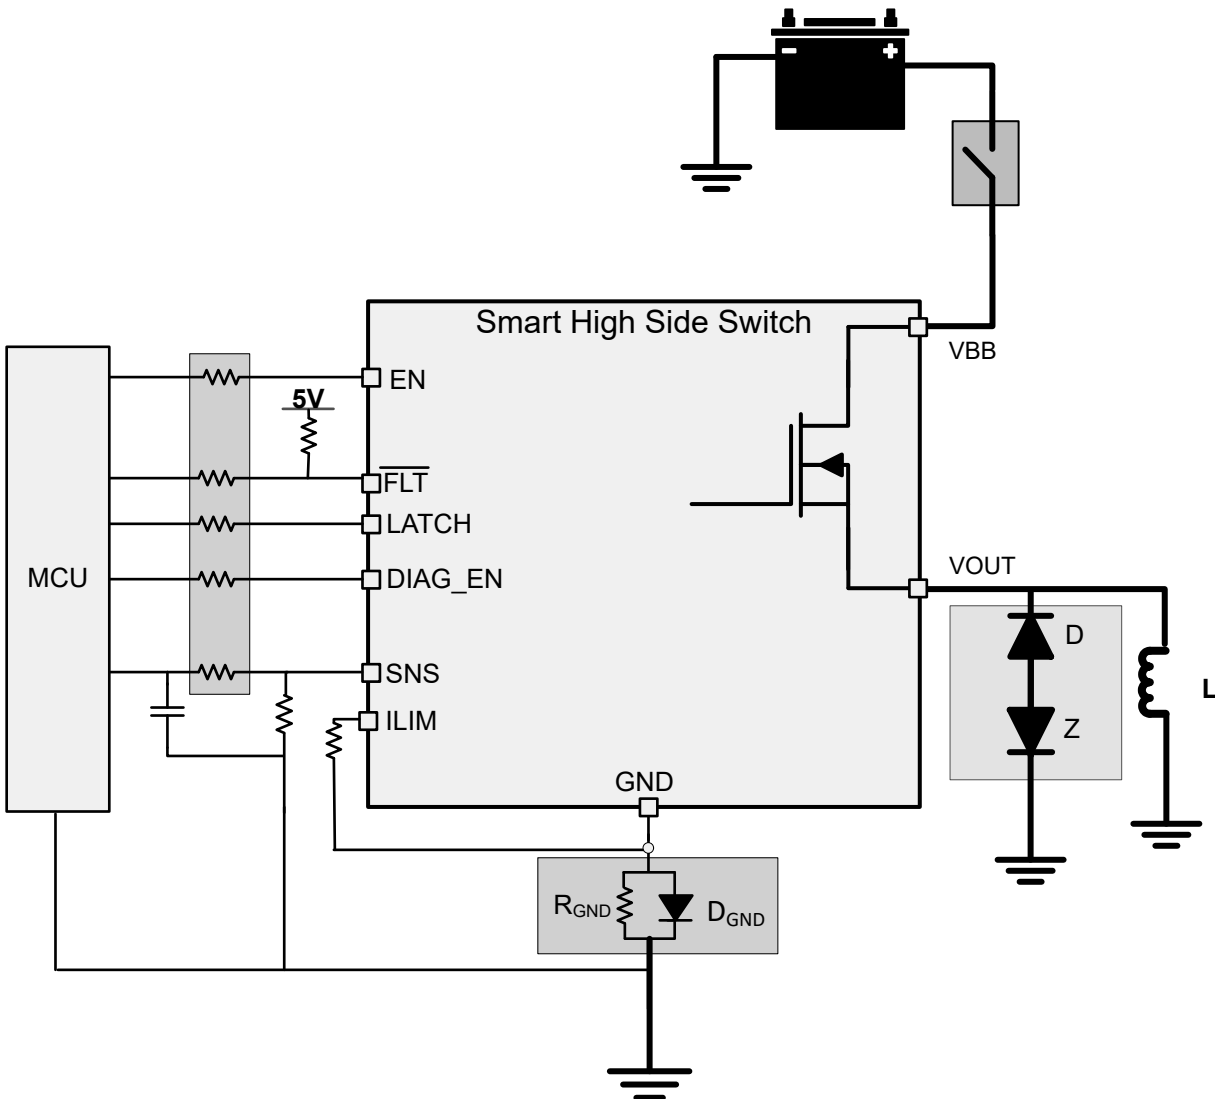 Smart High Side Switch
VBB
EN
5V
FLT
LATCH
MCU
DIAG_EN
VOUT
D
SNS
L
ILIM
Z
GND
RGND
DGND